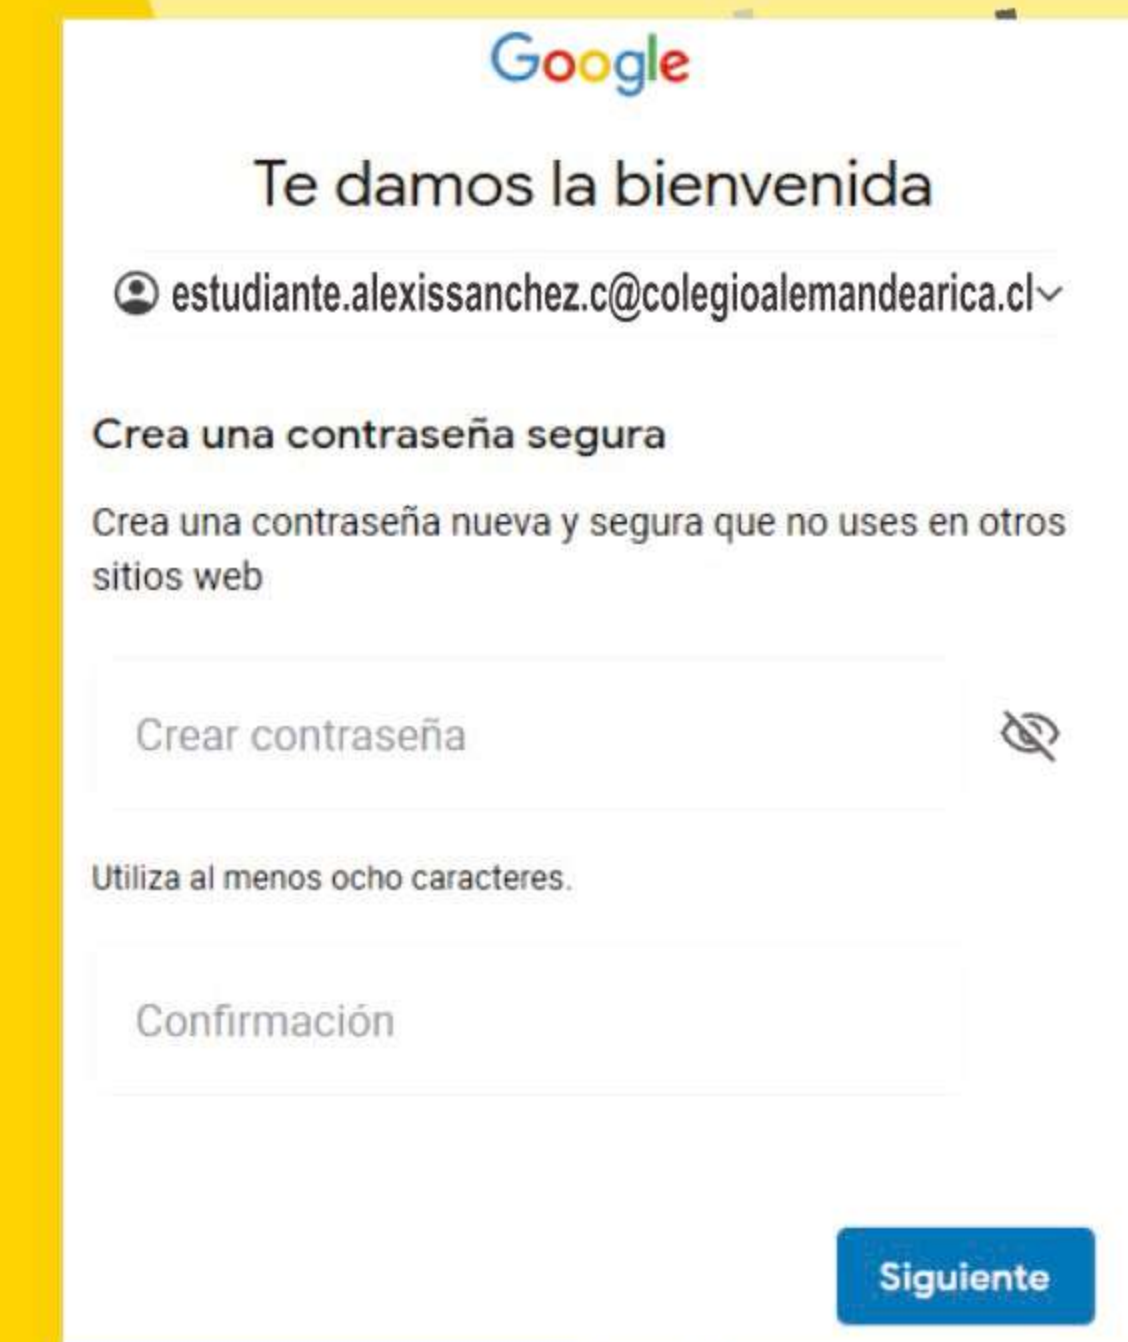 Google
Te damos la bienvenida
estudiante.alexissanchez.c@colegioalemandearica.cl
Crea una contraseña segura
Crea una contraseña nueva y segura que no uses en otros
sitios web
Crear contraseña
Utiliza al menos ocho caracteres.
Confirmación
Siguiente